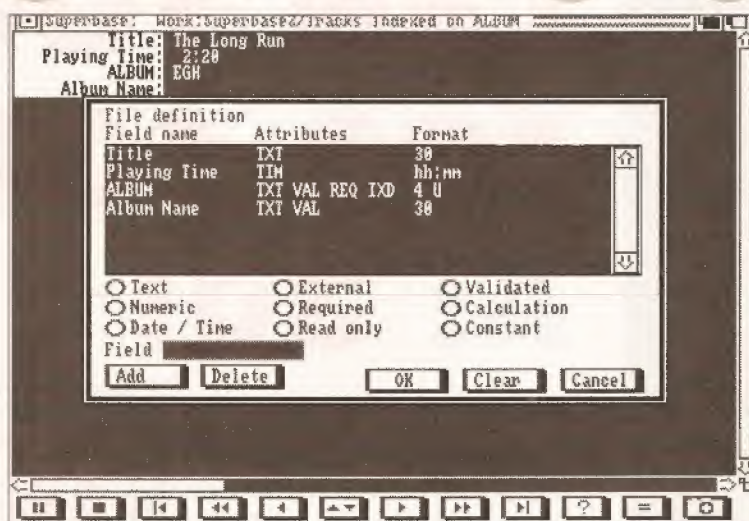 Superbase: Work:Superbase2/Tracks Indexed on ALBUM
Title: The Long Run
Playing Time: 2:20
ALBUM: EGH
Album Name:
File definition
Field name Attributes Format
Title TXT 30
Playing Time TIM hh:mm
ALBUM TXT VAL REQ IXD 4 U
Album Name TXT VAL 30
Text External Validated
Numeric Required Calculation
Date / Time Read only Constant
Field
Add Delete OK Clear Cancel
? =